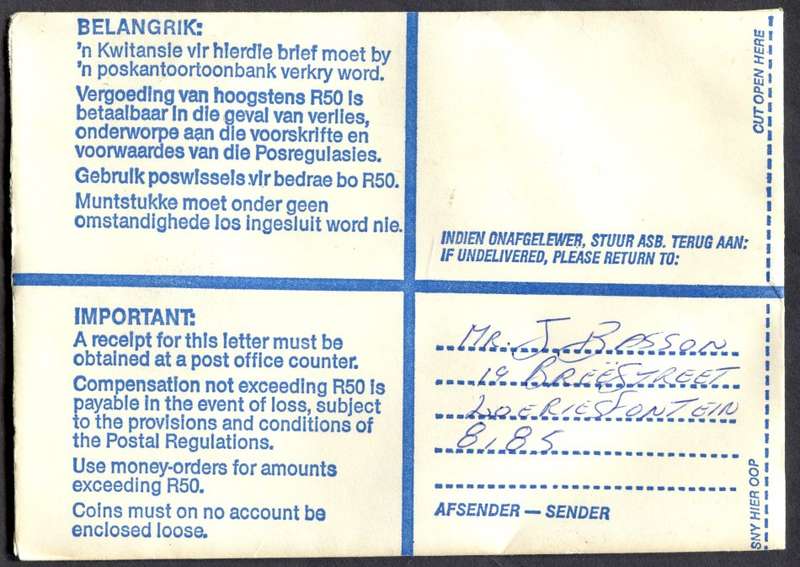 BELANGRIK:
'n Kwitansie vir hierdie brief moet by
'n poskantoortoonbank verkry word.
Vergoeding van hoogstens R50 is
betaalbaar in die geval van verlies,
onderworpe aan die voorskrifte en
voorwaardes van die Posregulasies.
Gebruik poswissels vir bedrae bo R50.
Muntstukke moet onder geen
omstandighede los ingesluit word nie.
CUT OPEN HERE
INDIEN ONAFGELEWER, STUUR ASB. TERUG AAN:
IF UNDELIVERED, PLEASE RETURN TO:
IMPORTANT:
A receipt for this letter must be
obtained at a post office counter.
Compensation not exceeding R50 is
payable in the event of loss, subject
to the provisions and conditions of
the Postal Regulations.
Use money-orders for amounts
exceeding R50.
Coins must on no account be
enclosed loose.
MR. J BASSON
19 BREËSTREET
LOERIESFONTEIN
8185
AFSENDER — SENDER
SNY HIER OOP